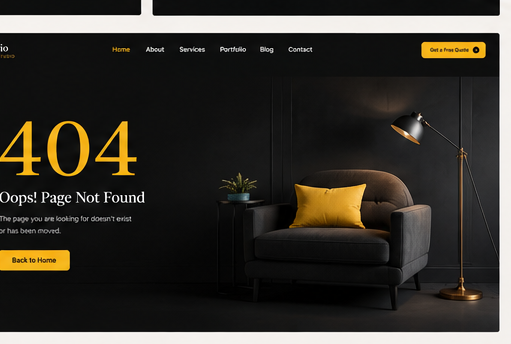 io
Home About Services Portfolio Blog Contact
Get a Free Quote
404
Oops! Page Not Found
The page you are looking for doesn't exist
or has been moved.
Back to Home